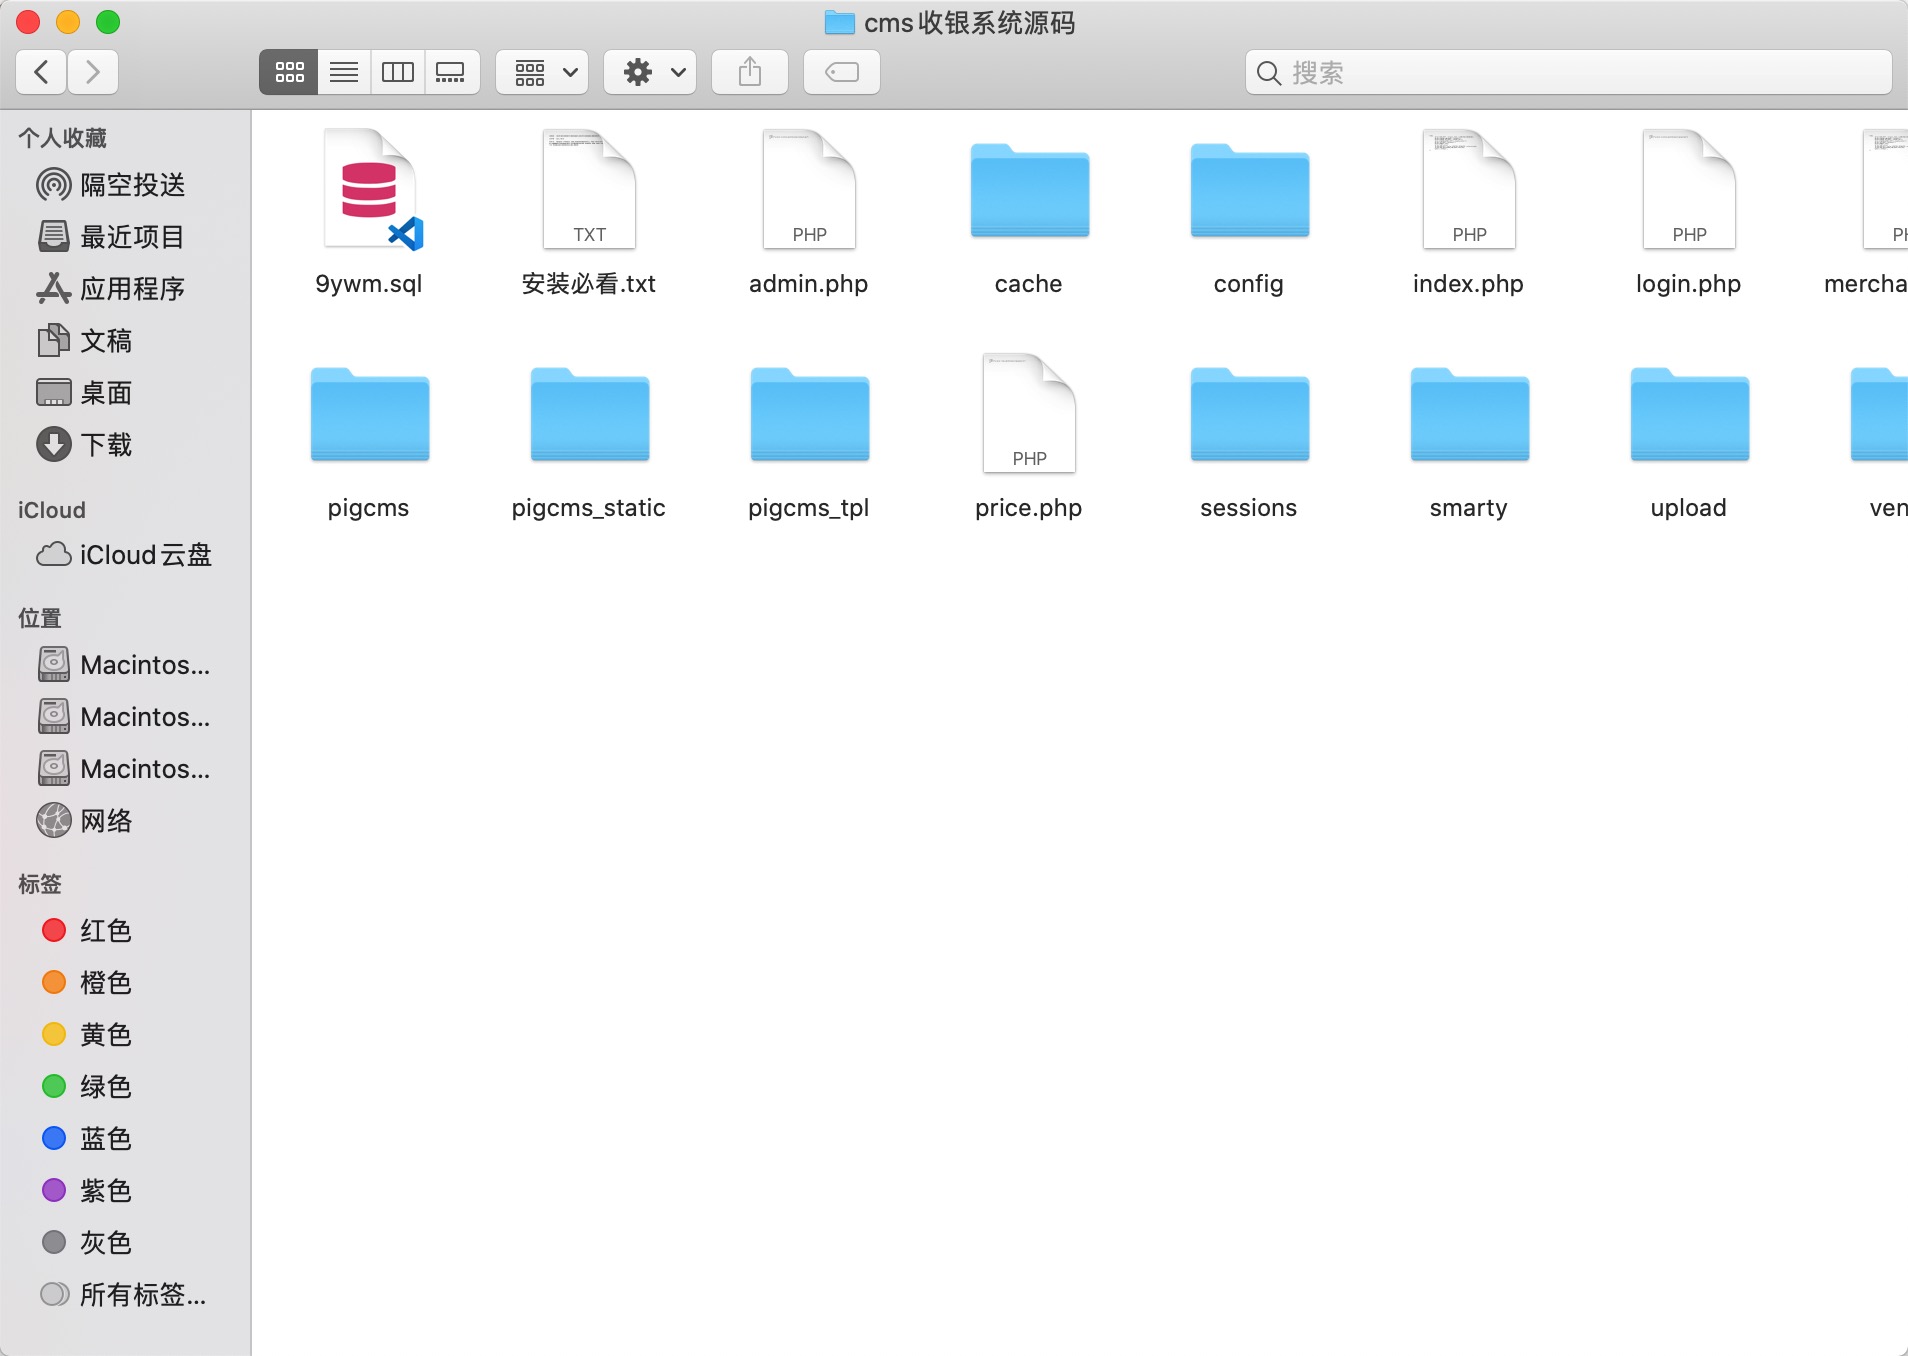 cms收银系统源码
搜索
个人收藏
隔空投送
最近项目
应用程序
文稿
桌面
下载
iCloud
iCloud云盘
位置
Macintos...
Macintos...
Macintos...
网络
标签
红色
橙色
黄色
绿色
蓝色
紫色
灰色
所有标签...
TXT
PHP
PHP
PHP
PH
9ywm.sql
安装必看.txt
admin.php
cache
config
index.php
login.php
mercha
PHP
pigcms
pigcms_static
pigcms_tpl
price.php
sessions
smarty
upload
ven